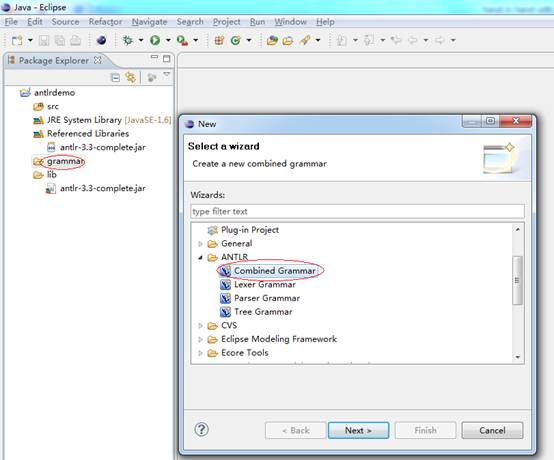 Java - Eclipse
File Edit Source Refactor Navigate Search Project Run Window Help
Package Explorer
antlrdemo
src
JRE System Library [JavaSE-1.6]
Referenced Libraries
antlr-3.3-complete.jar
grammar
lib
antlr-3.3-complete.jar
New
Select a wizard
Create a new combined grammar
Wizards:
type filter text
Plug-in Project
General
ANTLR
Combined Grammar
Lexer Grammar
Parser Grammar
Tree Grammar
CVS
Eclipse Modeling Framework
Ecore Tools
< Back Next > Finish Cancel